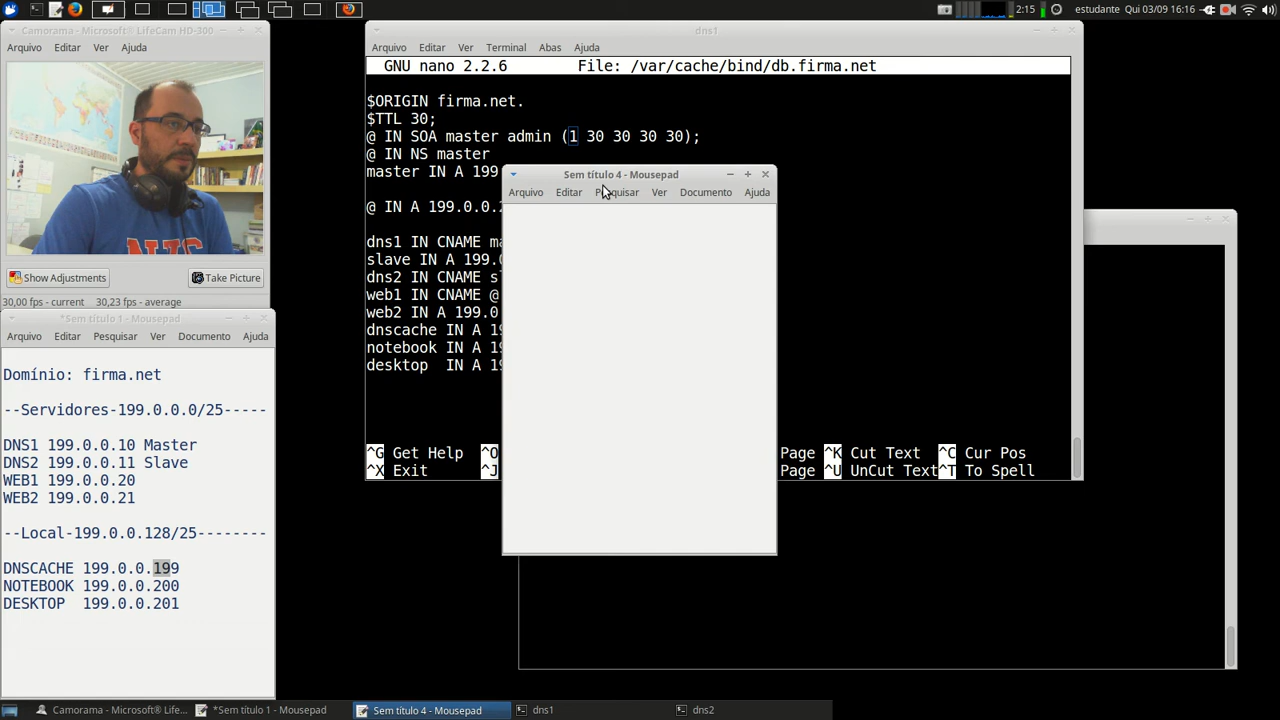 2:15 estudante Qui 03/09 16:16
Camorama - Microsoft® LifeCam HD-300
Arquivo Editar Ver Ajuda
Show Adjustments Take Picture
30,00 fps - current 30,23 fps - average
*Sem título 1 - Mousepad
Arquivo Editar Pesquisar Ver Documento Ajuda
Domínio: firma.net
--Servidores-199.0.0.0/25-----
DNS1 199.0.0.10 Master
DNS2 199.0.0.11 Slave
WEB1 199.0.0.20
WEB2 199.0.0.21
--Local-199.0.0.128/25--------
DNSCACHE 199.0.0.199
NOTEBOOK 199.0.0.200
DESKTOP 199.0.0.201
dns1
Arquivo Editar Ver Terminal Abas Ajuda
GNU nano 2.2.6 File: /var/cache/bind/db.firma.net
$ORIGIN firma.net.
$TTL 30;
@ IN SOA master admin (1 30 30 30 30);
@ IN NS master
master IN A 199
@ IN A 199.0.0.2
dns1 IN CNAME ma
slave IN A 199.0
dns2 IN CNAME sl
web1 IN CNAME @
web2 IN A 199.0
dnscache IN A 19
notebook IN A 19
desktop IN A 19
^G Get Help ^O Page ^K Cut Text ^C Cur Pos
^X Exit ^J Page ^U UnCut Text ^T To Spell
Sem título 4 - Mousepad
Arquivo Editar Pesquisar Ver Documento Ajuda
Camorama - Microsoft® LifeC... *Sem título 1 - Mousepad Sem título 4 - Mousepad dns1 dns2